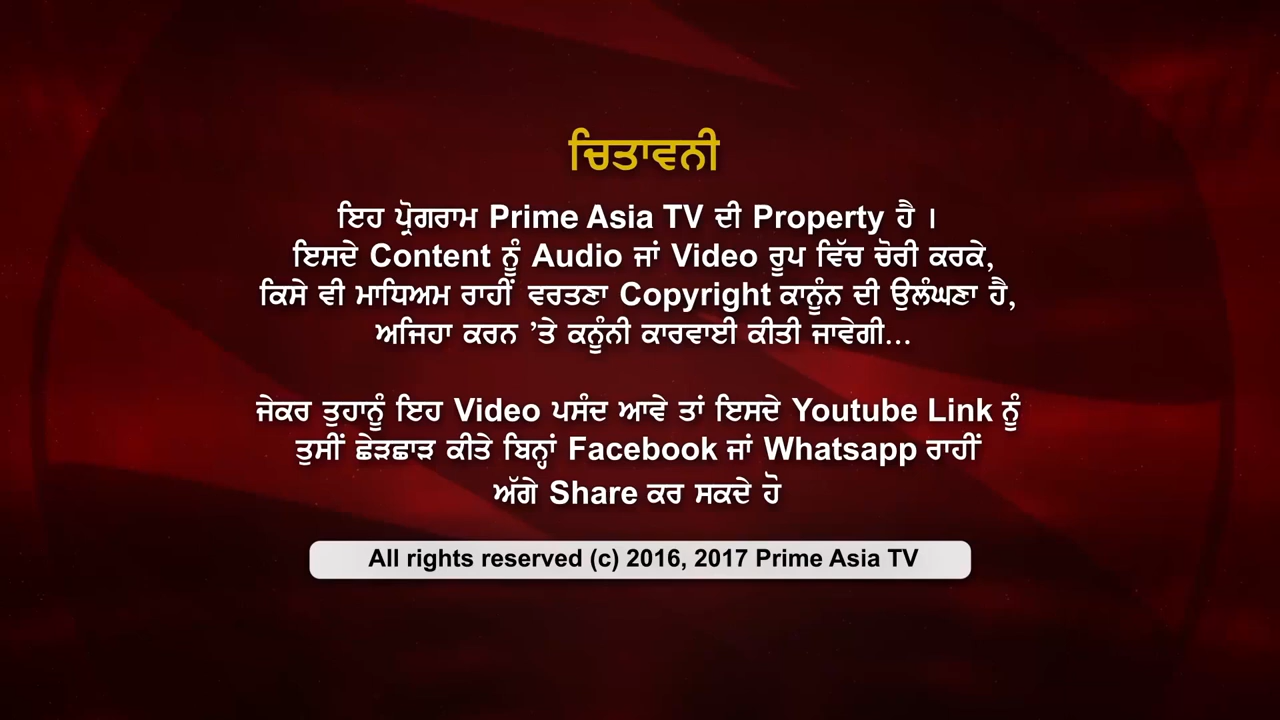 ਚਿਤਾਵਨੀ
ਇਹ ਪ੍ਰੋਗਰਾਮ Prime Asia TV ਦੀ Property ਹੈ ।
ਇਸਦੇ Content ਨੂੰ Audio ਜਾਂ Video ਰੂਪ ਵਿੱਚ ਚੋਰੀ ਕਰਕੇ,
ਕਿਸੇ ਵੀ ਮਾਧਿਅਮ ਰਾਹੀਂ ਵਰਤਣਾ Copyright ਕਾਨੂੰਨ ਦੀ ਉਲੰਘਣਾ ਹੈ,
ਅਜਿਹਾ ਕਰਨ ’ਤੇ ਕਨੂੰਨੀ ਕਾਰਵਾਈ ਕੀਤੀ ਜਾਵੇਗੀ...
ਜੇਕਰ ਤੁਹਾਨੂੰ ਇਹ Video ਪਸੰਦ ਆਵੇ ਤਾਂ ਇਸਦੇ Youtube Link ਨੂੰ
ਤੁਸੀਂ ਛੇੜਛਾੜ ਕੀਤੇ ਬਿਨ੍ਹਾਂ Facebook ਜਾਂ Whatsapp ਰਾਹੀਂ
ਅੱਗੇ Share ਕਰ ਸਕਦੇ ਹੋ
All rights reserved (c) 2016, 2017 Prime Asia TV